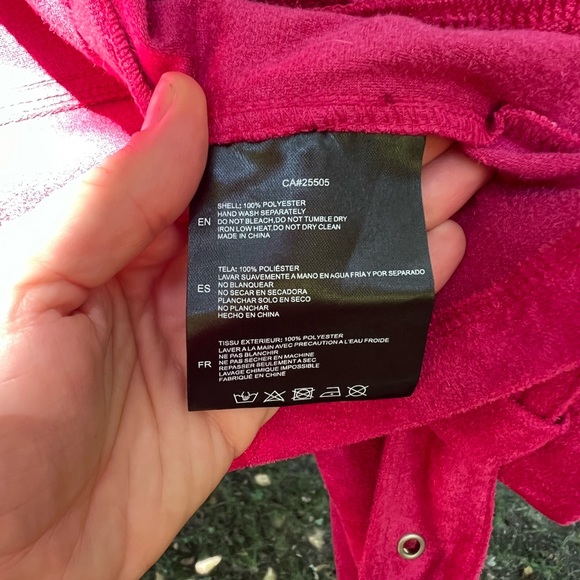 CA#25505
SHELL: 100% POLYESTER
HAND WASH SEPARATELY
EN DO NOT BLEACH,DO NOT TUMBLE DRY
IRON LOW HEAT,DO NOT DRY CLEAN
MADE IN CHINA
TELA: 100% POLIÉSTER
LAVAR SUAVEMENTE A MANO EN AGUA FRÍA Y POR SEPARADO
NO BLANQUEAR
ES NO SECAR EN SECADORA
PLANCHAR SOLO EN SECO
NO PLANCHAR
HECHO EN CHINA
TISSU EXTERIEUR: 100% POLYESTER
LAVER A LA MAIN AVEC PRECAUTION A L'EAU FROIDE
NE PAS BLANCHIR
FR NE PAS SECHER EN MACHINE
REPASSER SEULEMENT A SEC
LAVAGE CHIMIQUE IMPOSSIBLE
FABRIQUÉ EN CHINE